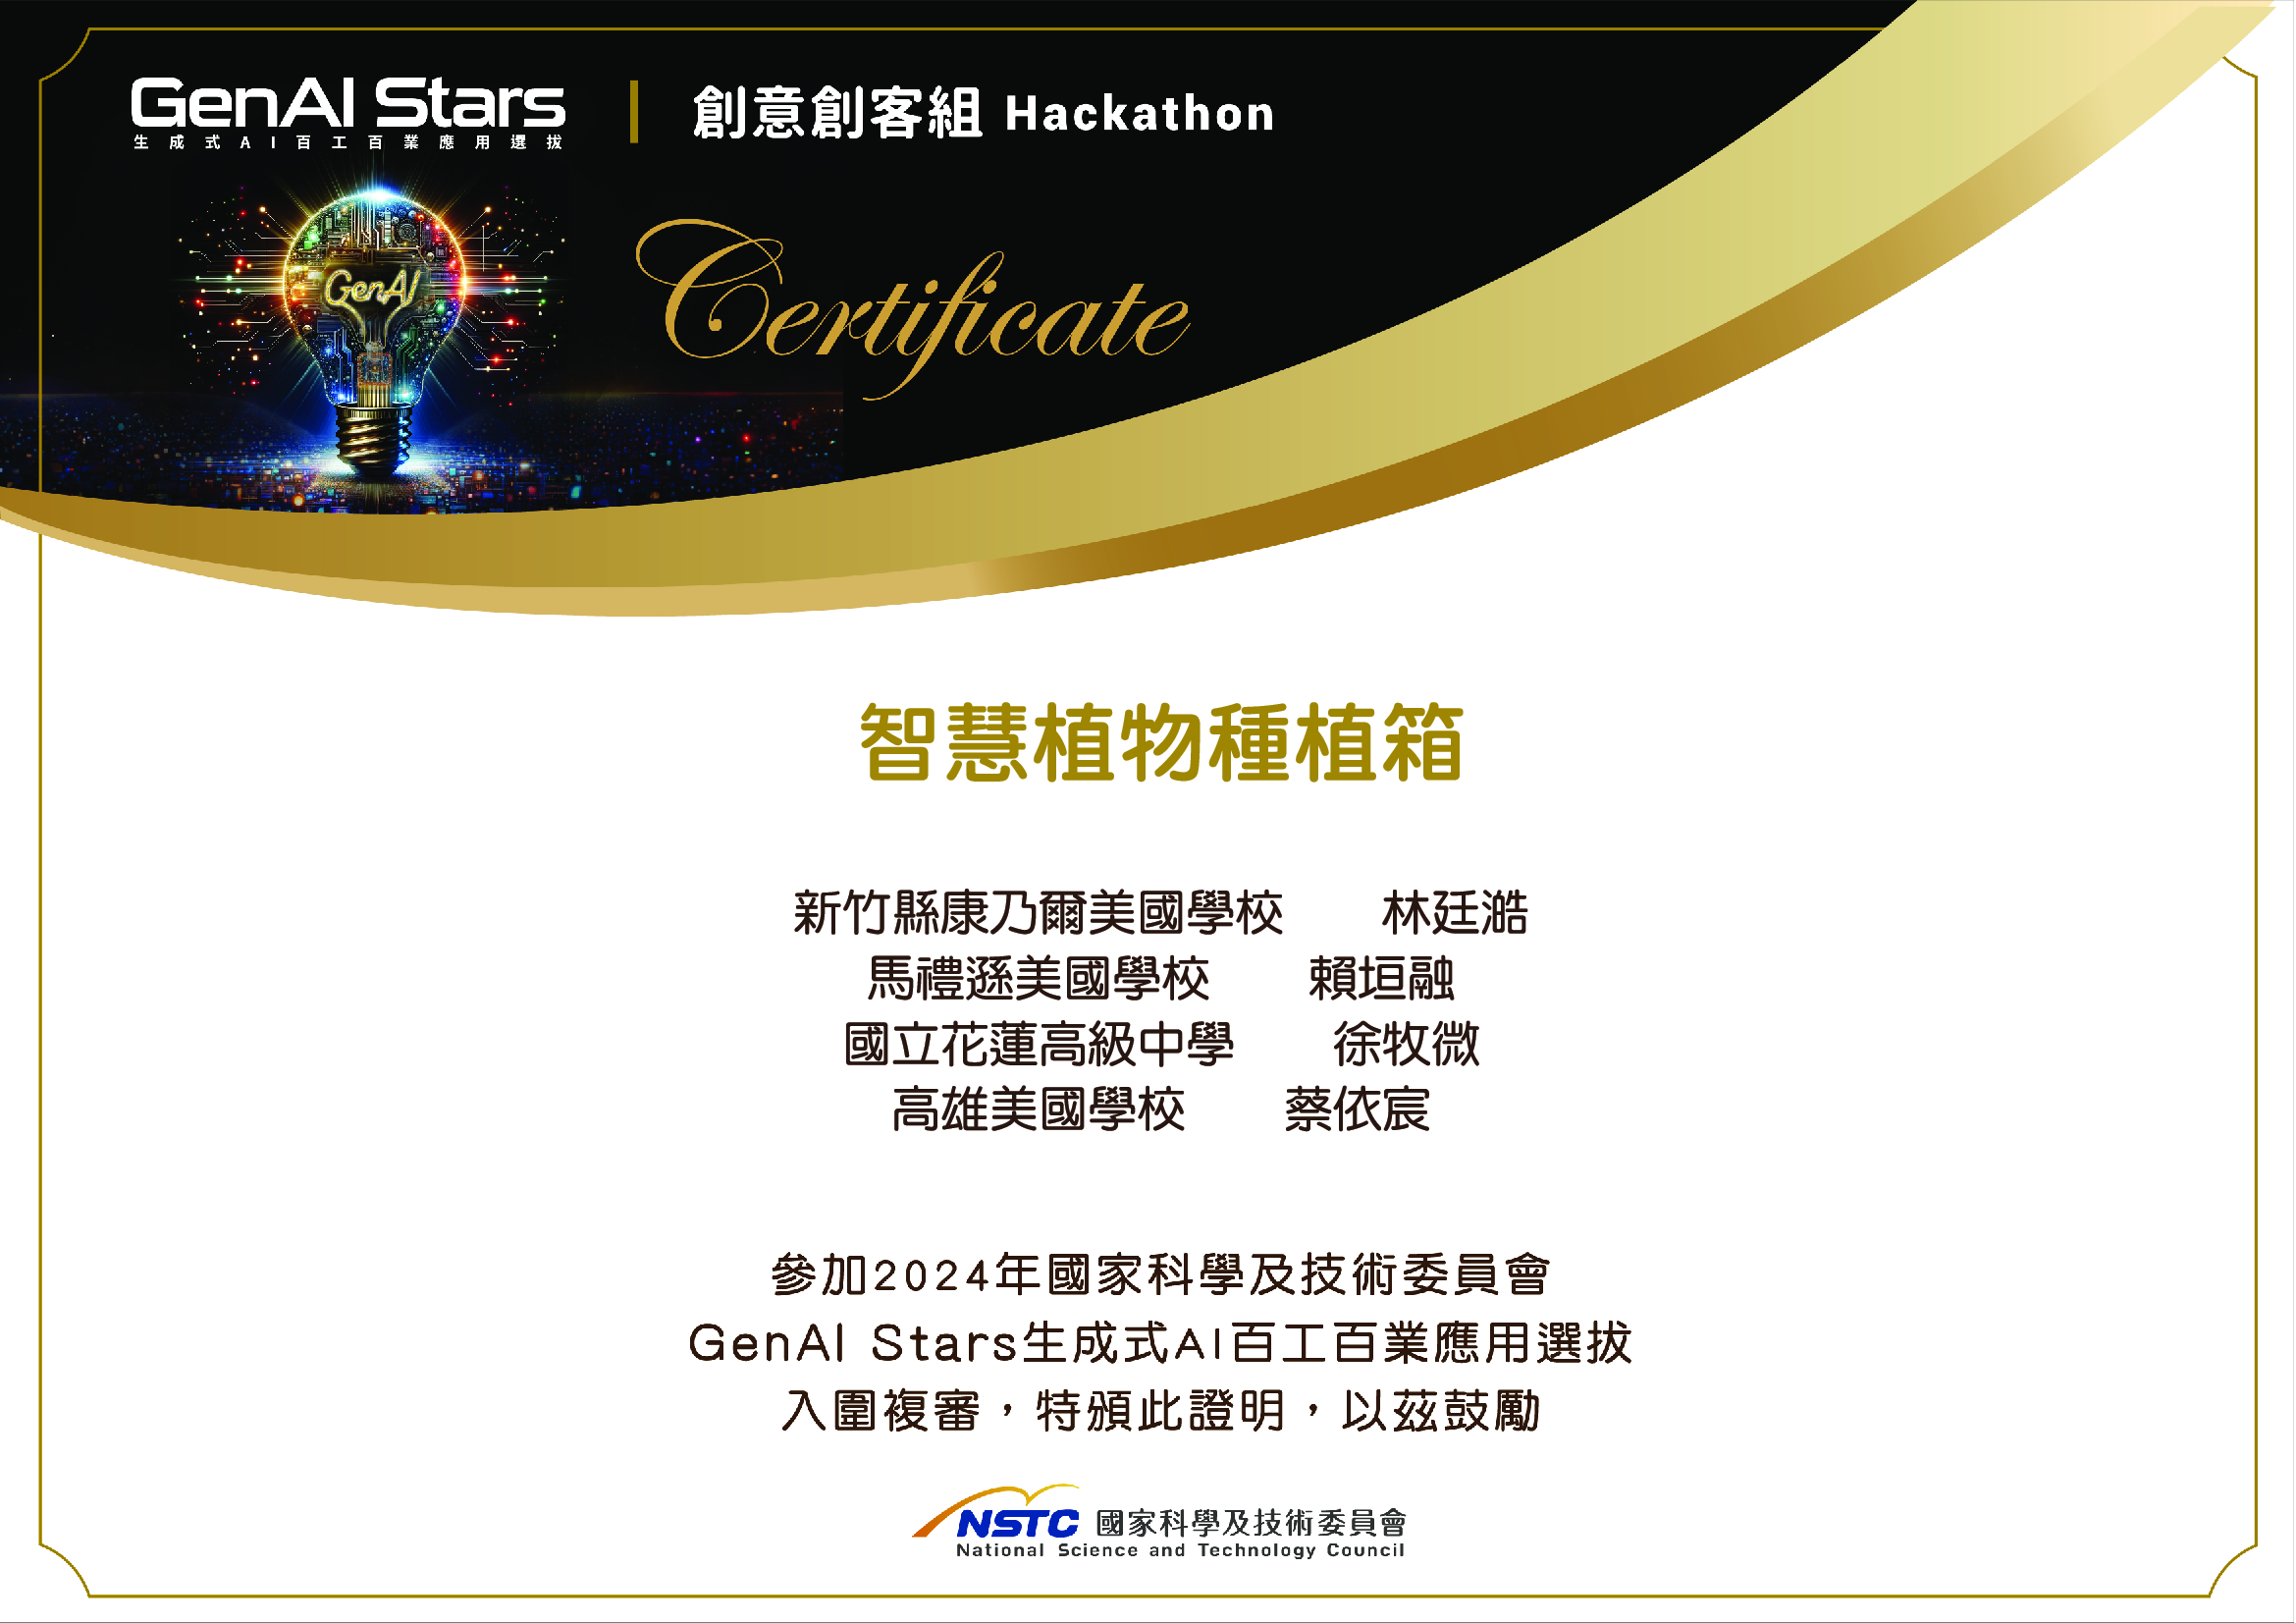 GenAI Stars
生成式AI百工百業應用選拔
創意創客組 Hackathon
GenAI
Certificate
智慧植物種植箱
新竹縣康乃爾美國學校 林廷澔
馬禮遜美國學校 賴垣融
國立花蓮高級中學 徐牧微
高雄美國學校 蔡依宸
參加2024年國家科學及技術委員會
GenAI Stars生成式AI百工百業應用選拔
入圍複審，特頒此證明，以茲鼓勵
NSTC 國家科學及技術委員會
National Science and Technology Council